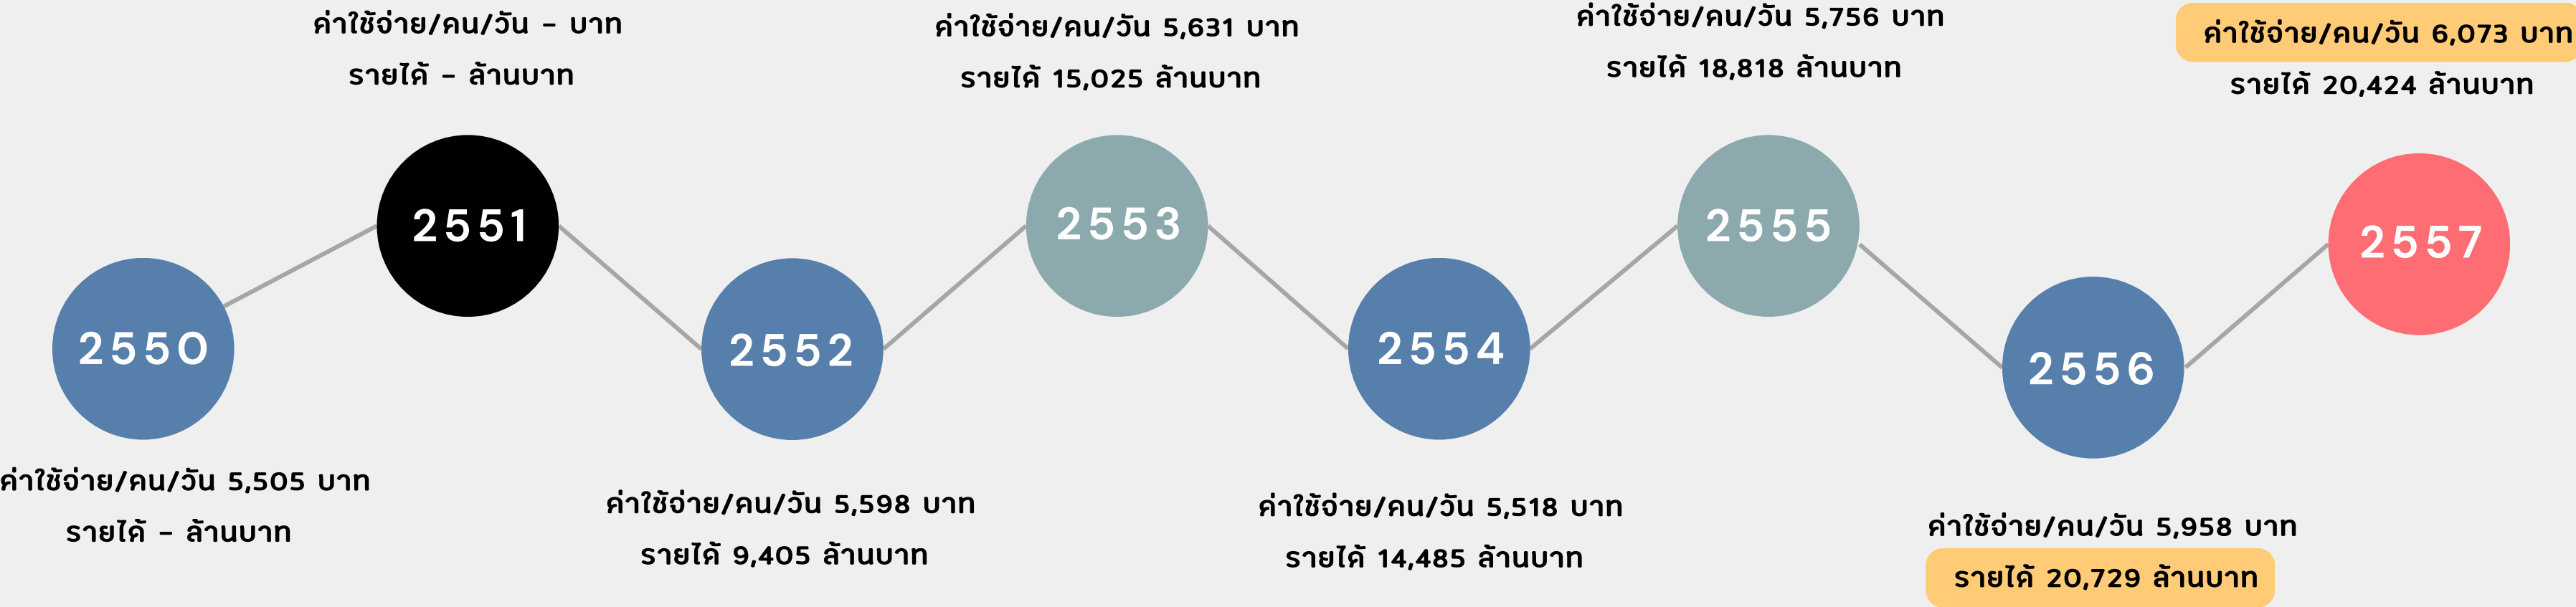 ค่าใช้จ่าย/คน/วัน - บาท
รายได้ - ล้านบาท
ค่าใช้จ่าย/คน/วัน 5,631 บาท
รายได้ 15,025 ล้านบาท
ค่าใช้จ่าย/คน/วัน 5,756 บาท
รายได้ 18,818 ล้านบาท
ค่าใช้จ่าย/คน/วัน 6,073 บาท
รายได้ 20,424 ล้านบาท
2550
2551
2552
2553
2554
2555
2556
2557
ค่าใช้จ่าย/คน/วัน 5,505 บาท
รายได้ - ล้านบาท
ค่าใช้จ่าย/คน/วัน 5,598 บาท
รายได้ 9,405 ล้านบาท
ค่าใช้จ่าย/คน/วัน 5,518 บาท
รายได้ 14,485 ล้านบาท
ค่าใช้จ่าย/คน/วัน 5,958 บาท
รายได้ 20,729 ล้านบาท